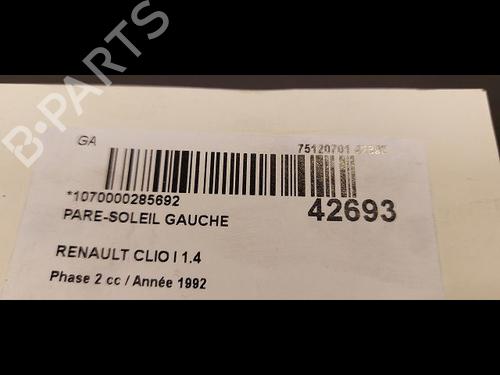 B-PARTS
GA
*1070000285692
PARE-SOLEIL GAUCHE
42693
RENAULT CLIO I 1.4
Phase 2 cc / Année 1992